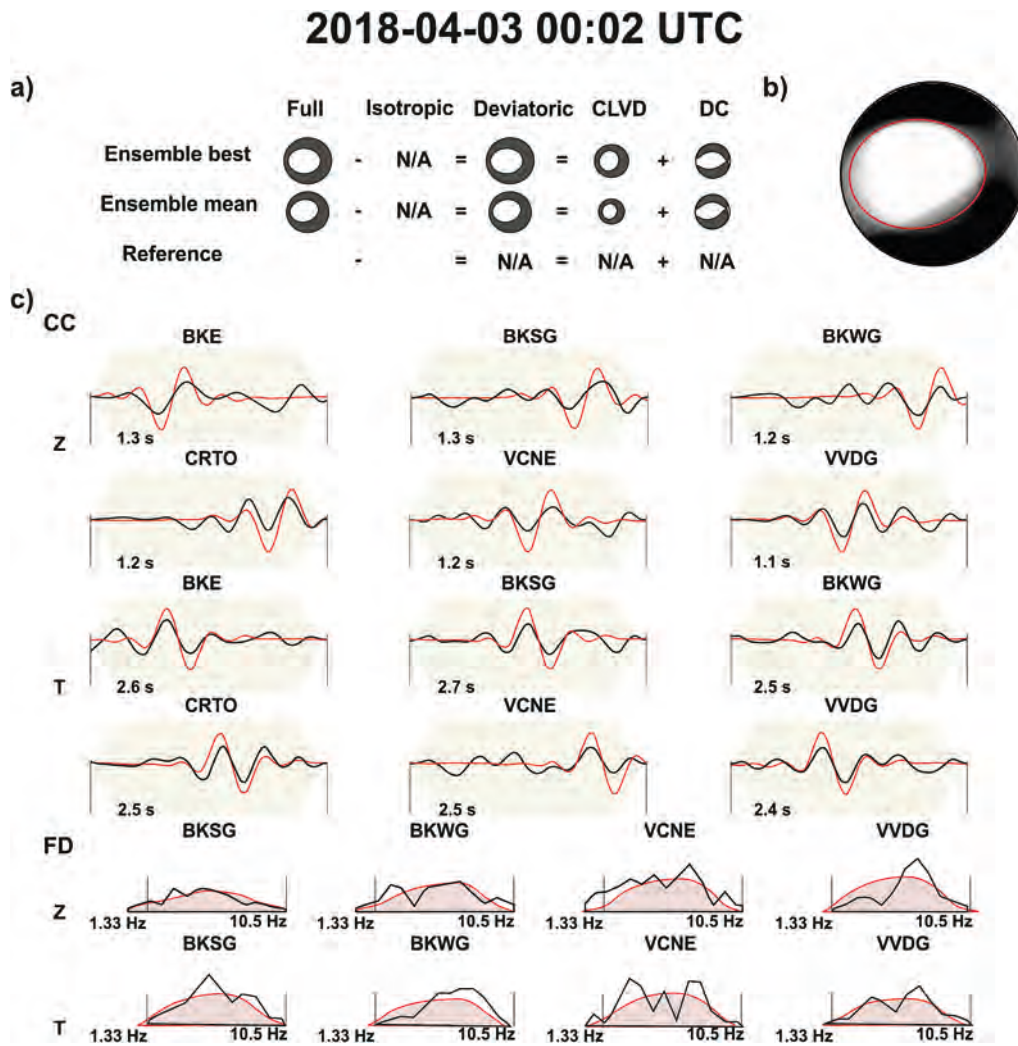 2018-04-03 00:02 UTC
a)
b)
Full Isotropic Deviatoric CLVD DC
Ensemble best - N/A = = +
Ensemble mean - N/A = = +
Reference - = N/A = N/A + N/A
c)
CC
BKE BKSG BKWG
Z
1.3 s 1.3 s 1.2 s
CRTO VCNE VVDG
1.2 s 1.2 s 1.1 s
BKE BKSG BKWG
T
2.6 s 2.7 s 2.5 s
CRTO VCNE VVDG
2.5 s 2.5 s 2.4 s
FD
BKSG BKWG VCNE VVDG
Z
1.33 Hz 10.5 Hz 1.33 Hz 10.5 Hz 1.33 Hz 10.5 Hz 1.33 Hz 10.5 Hz
BKSG BKWG VCNE VVDG
T
1.33 Hz 10.5 Hz 1.33 Hz 10.5 Hz 1.33 Hz 10.5 Hz 1.33 Hz 10.5 Hz